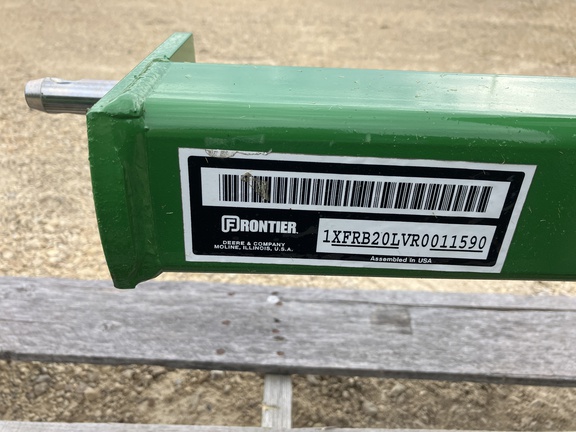 FRONTIER
DEERE & COMPANY
MOLINE, ILLINOIS, U.S.A.
1XFRB20LVR0011590
Assembled in USA